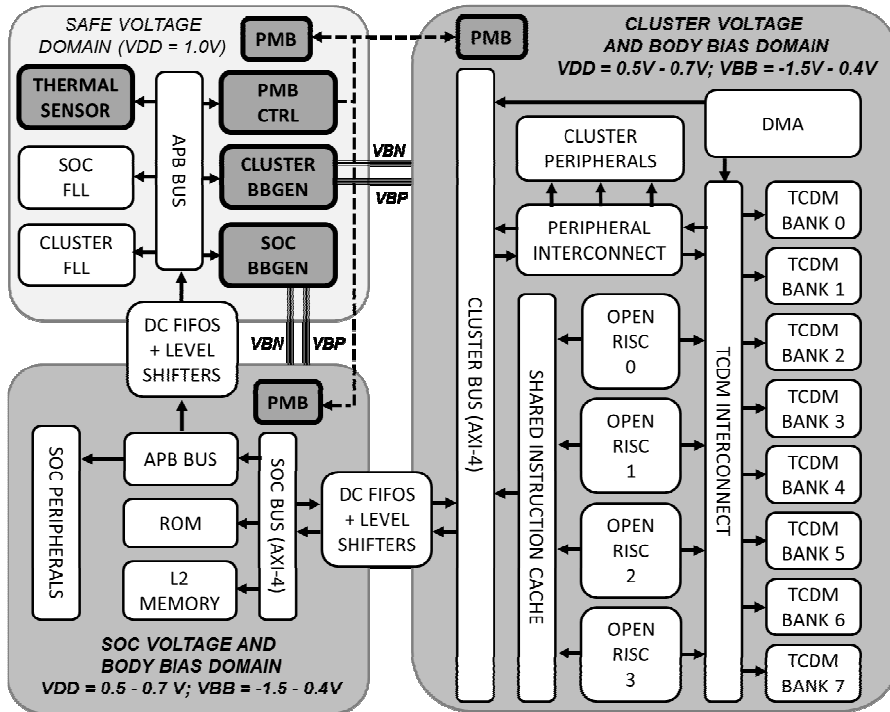 SAFE VOLTAGE
DOMAIN (VDD = 1.0V)
PMB
THERMAL
SENSOR
PMB
CTRL
SOC
FLL
CLUSTER
BBGEN
CLUSTER
FLL
SOC
BBGEN
APB BUS
VBN
VBP
VBN
VBP
DC FIFOS
+ LEVEL
SHIFTERS
PMB
APB BUS
ROM
L2
MEMORY
SOC PERIPHERALS
SOC BUS (AXI-4)
SOC VOLTAGE AND
BODY BIAS DOMAIN
VDD = 0.5 - 0.7 V; VBB = -1.5 - 0.4V
DC FIFOS
+ LEVEL
SHIFTERS
PMB
CLUSTER VOLTAGE
AND BODY BIAS DOMAIN
VDD = 0.5V - 0.7V; VBB = -1.5V - 0.4V
CLUSTER BUS (AXI-4)
CLUSTER
PERIPHERALS
PERIPHERAL
INTERCONNECT
DMA
SHARED INSTRUCTION CACHE
OPEN
RISC
0
OPEN
RISC
1
OPEN
RISC
2
OPEN
RISC
3
TCDM INTERCONNECT
TCDM
BANK 0
TCDM
BANK 1
TCDM
BANK 2
TCDM
BANK 3
TCDM
BANK 4
TCDM
BANK 5
TCDM
BANK 6
TCDM
BANK 7